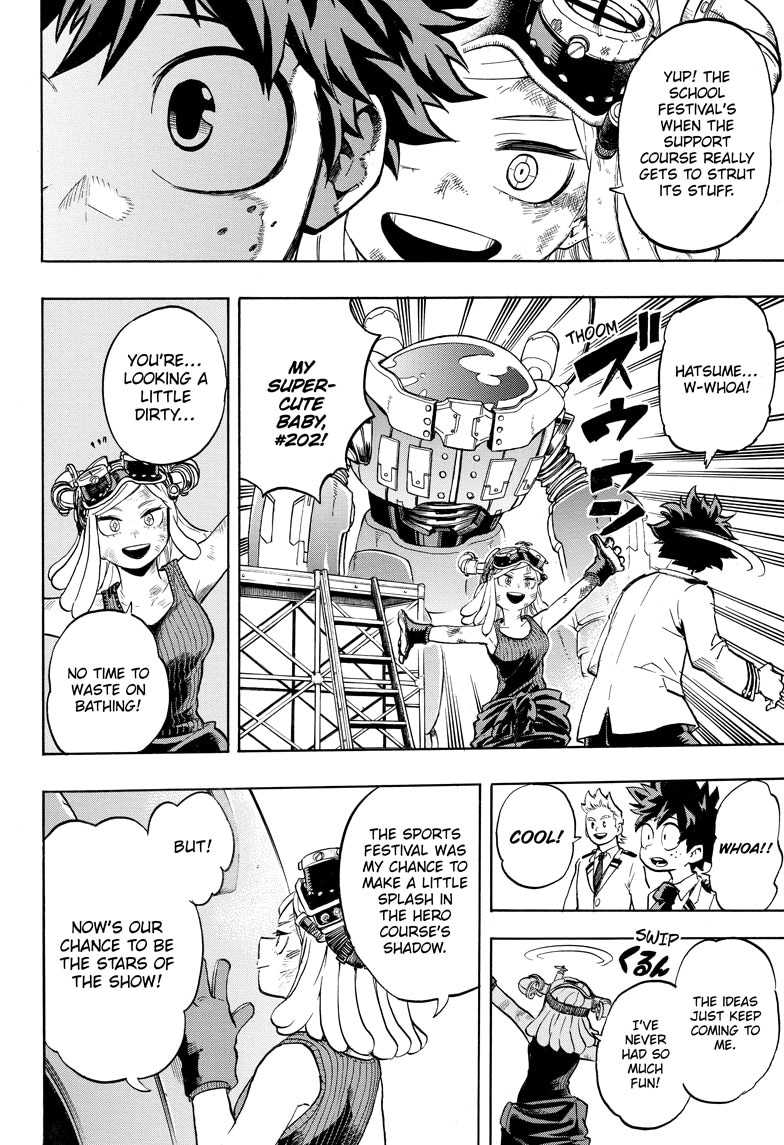 YUP! THE
SCHOOL
FESTIVAL'S
WHEN THE
SUPPORT
COURSE REALLY
GETS TO STRUT
ITS STUFF.
HATSUME...
W-WHOA!
THOOM
ズウウウン
MY
SUPER-
CUTE
BABY,
#202!
YOU'RE...
LOOKING A
LITTLE
DIRTY...
NO TIME TO
WASTE ON
BATHING!
WHOA!!
COOL!
SWIP
くるん
THE IDEAS
JUST KEEP
COMING TO
ME.
I'VE
NEVER
HAD SO
MUCH
FUN!
THE SPORTS
FESTIVAL WAS
MY CHANCE TO
MAKE A LITTLE
SPLASH IN
THE HERO
COURSE'S
SHADOW.
BUT!
NOW'S OUR
CHANCE TO BE
THE STARS OF
THE SHOW!